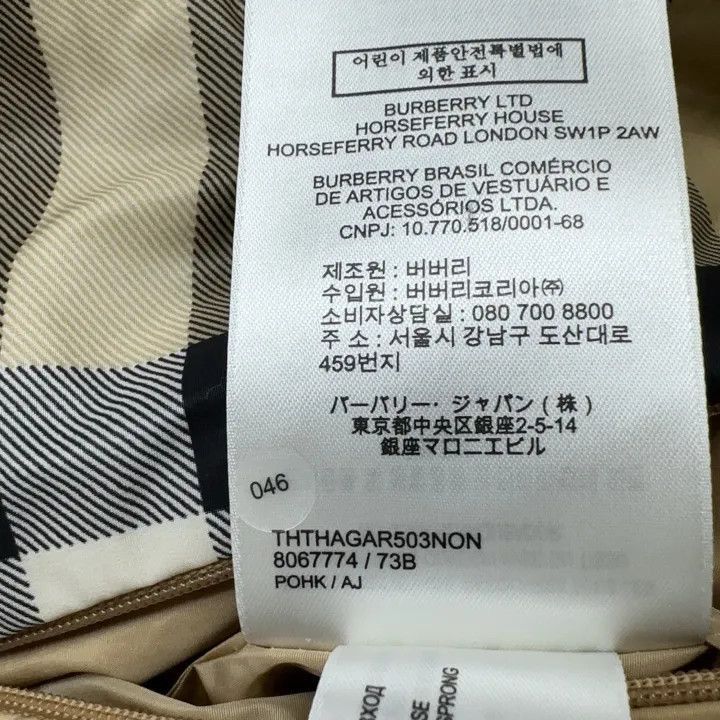 어린이 제품안전특별법에
의한 표시
BURBERRY LTD
HORSEFERRY HOUSE
HORSEFERRY ROAD LONDON SW1P 2AW
BURBERRY BRASIL COMÉRCIO
DE ARTIGOS DE VESTUÁRIO E
ACESSÓRIOS LTDA.
CNPJ: 10.770.518/0001-68
제조원 : 버버리
수입원 : 버버리코리아㈜
소비자상담실 : 080 700 8800
주 소 : 서울시 강남구 도산대로
459번지
バーバリー・ジャパン ( 株 )
東京都中央区銀座2-5-14
銀座マロニエビル
046
THTHAGAR503NON
8067774 / 73B
POHK / AJ